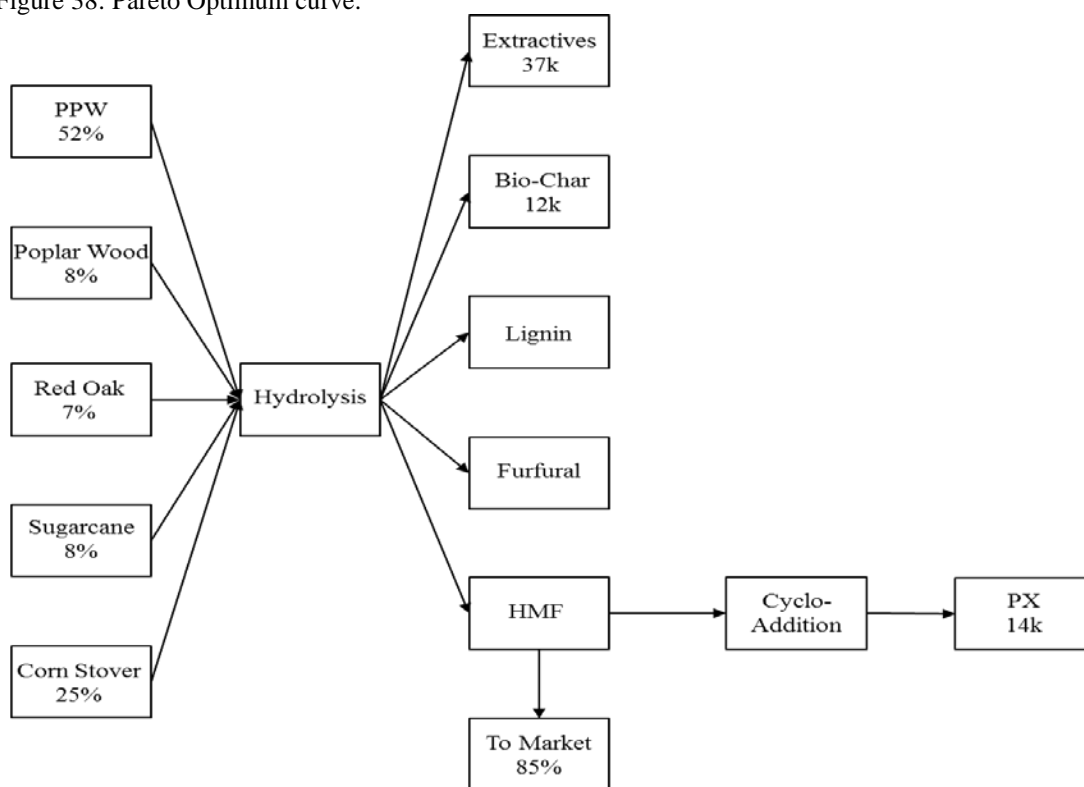 Figure 38. Pareto Optimum curve.
Extractives
37k
PPW
52%
Bio-Char
12k
Poplar Wood
8%
Lignin
Red Oak
7%
Hydrolysis
Furfural
Sugarcane
8%
HMF
Cyclo-
Addition
PX
14k
Corn Stover
25%
To Market
85%